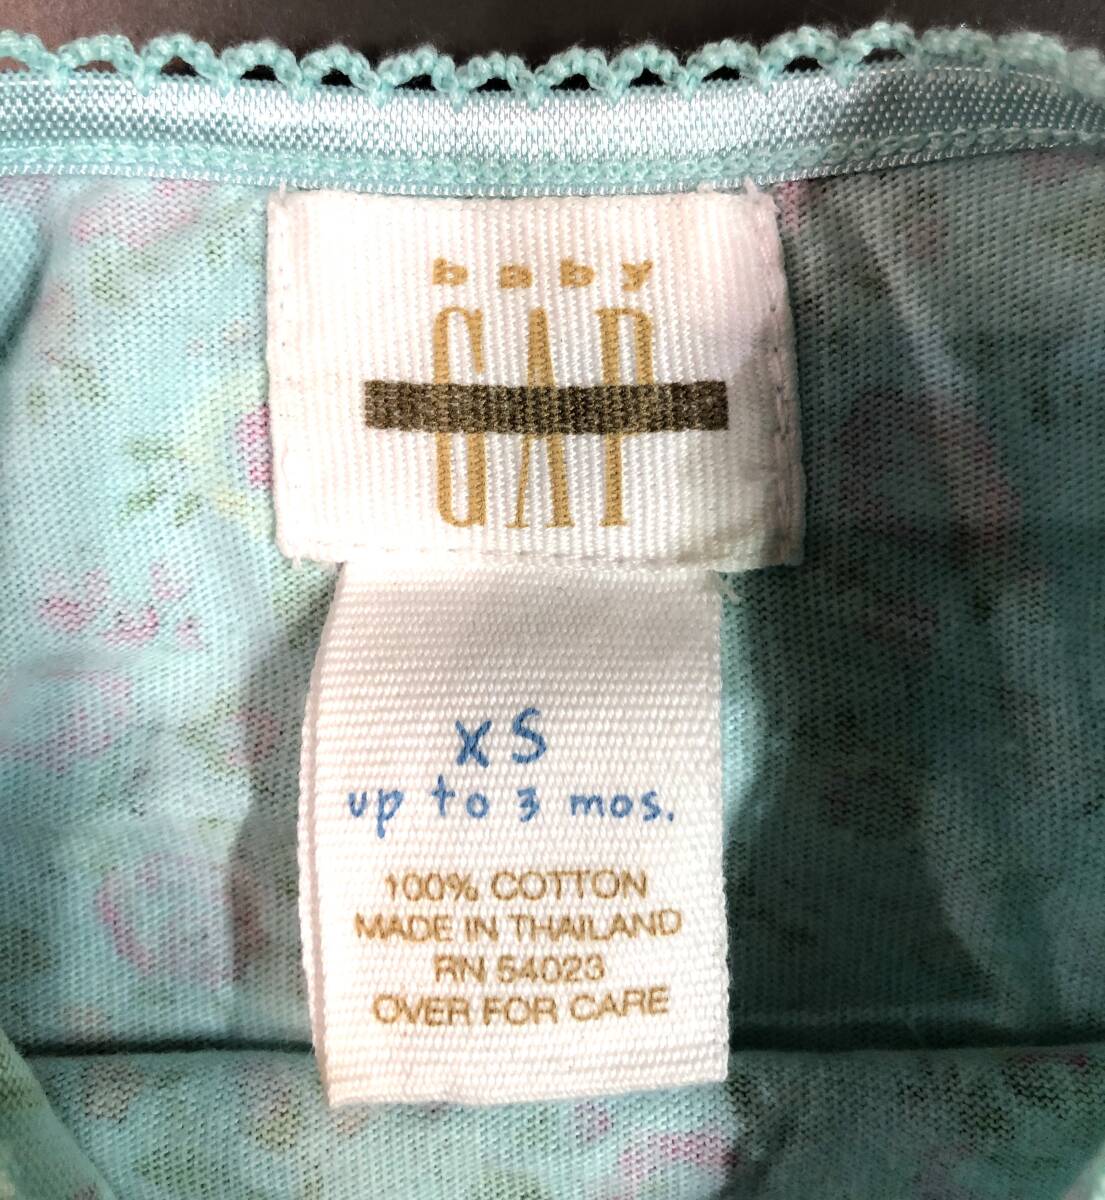 baby
GAP
XS
up to 3 mos.
100% COTTON
MADE IN THAILAND
RN 54023
OVER FOR CARE